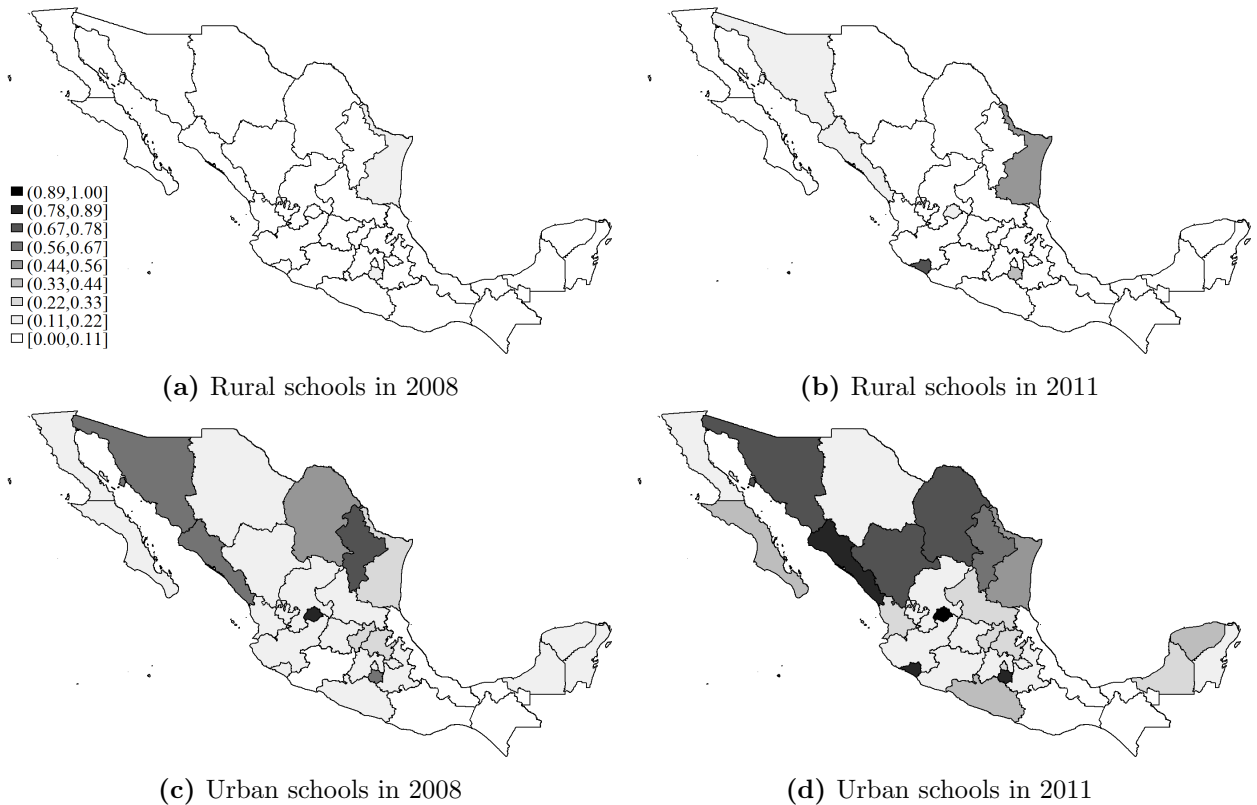 (0.89,1.00]
(0.78,0.89]
(0.67,0.78]
(0.56,0.67]
(0.44,0.56]
(0.33,0.44]
(0.22,0.33]
(0.11,0.22]
[0.00,0.11]
(a) Rural schools in 2008
(b) Rural schools in 2011
(c) Urban schools in 2008
(d) Urban schools in 2011